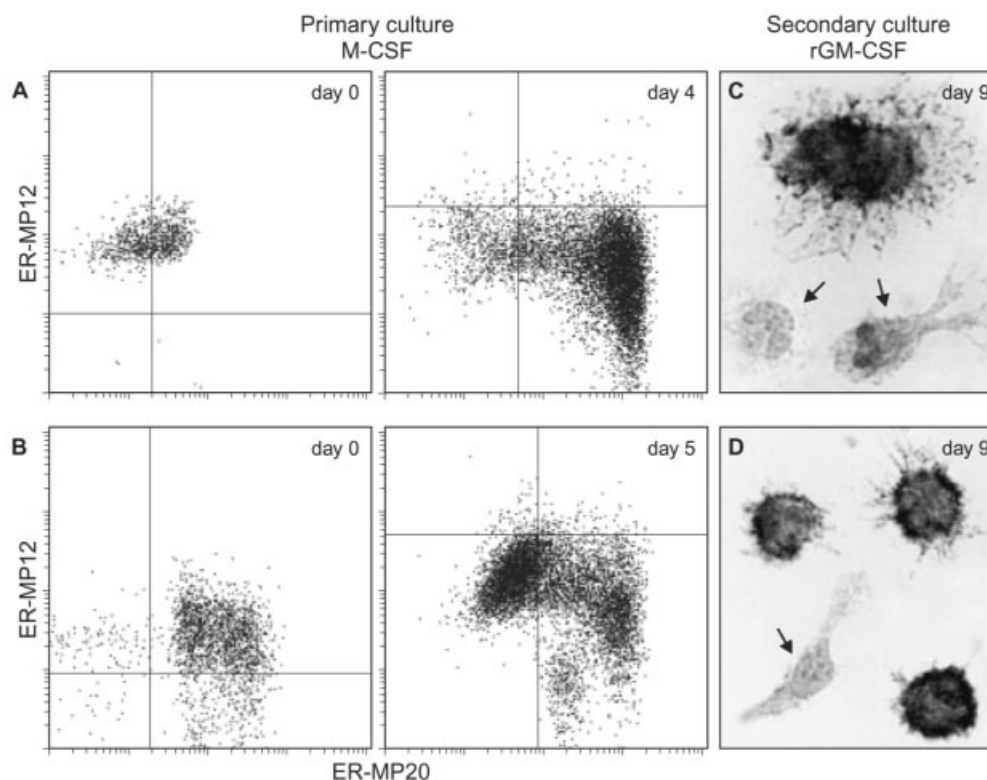 Primary culture
M-CSF
Secondary culture
rGM-CSF
A
day 0
day 4
C
day 9
ER-MP12
B
day 0
day 5
D
day 9
ER-MP12
ER-MP20